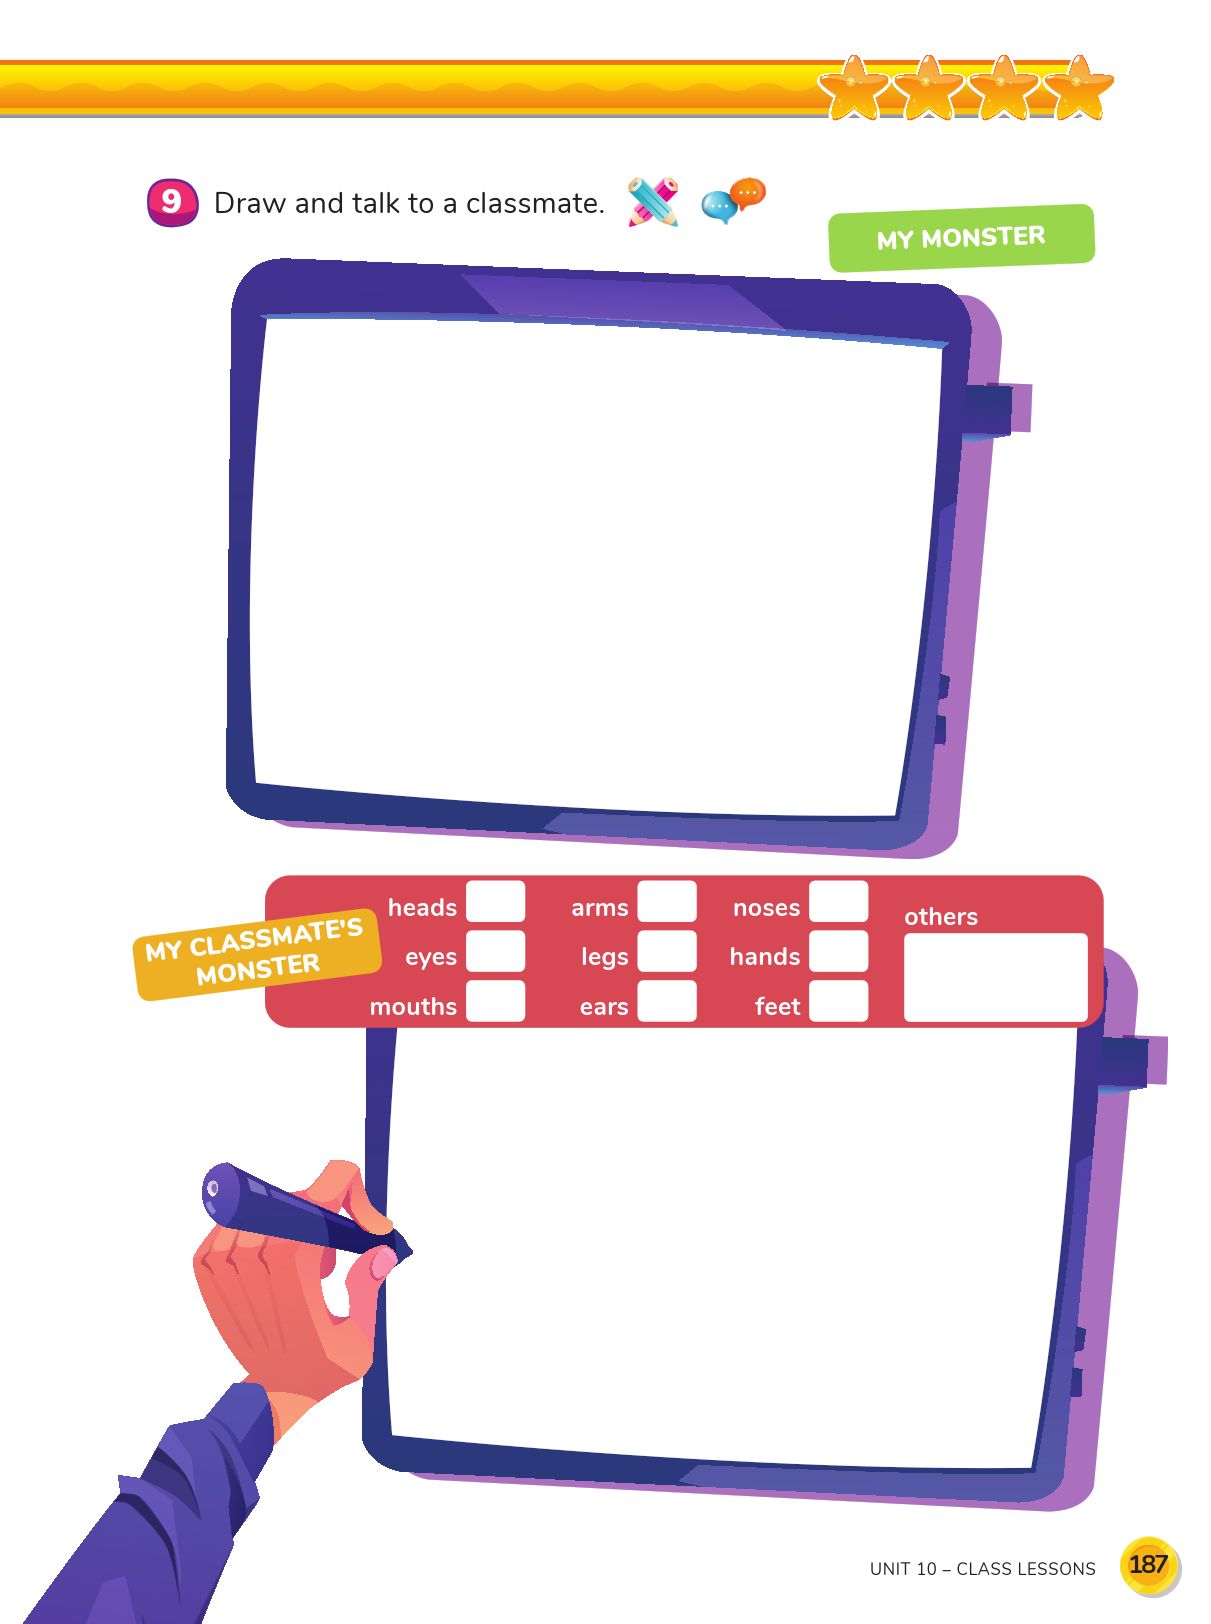 9 Draw and talk to a classmate.
MY MONSTER
MY CLASSMATE'S
MONSTER
heads
arms
noses
others
eyes
legs
hands
mouths
ears
feet
UNIT 10 – CLASS LESSONS
187